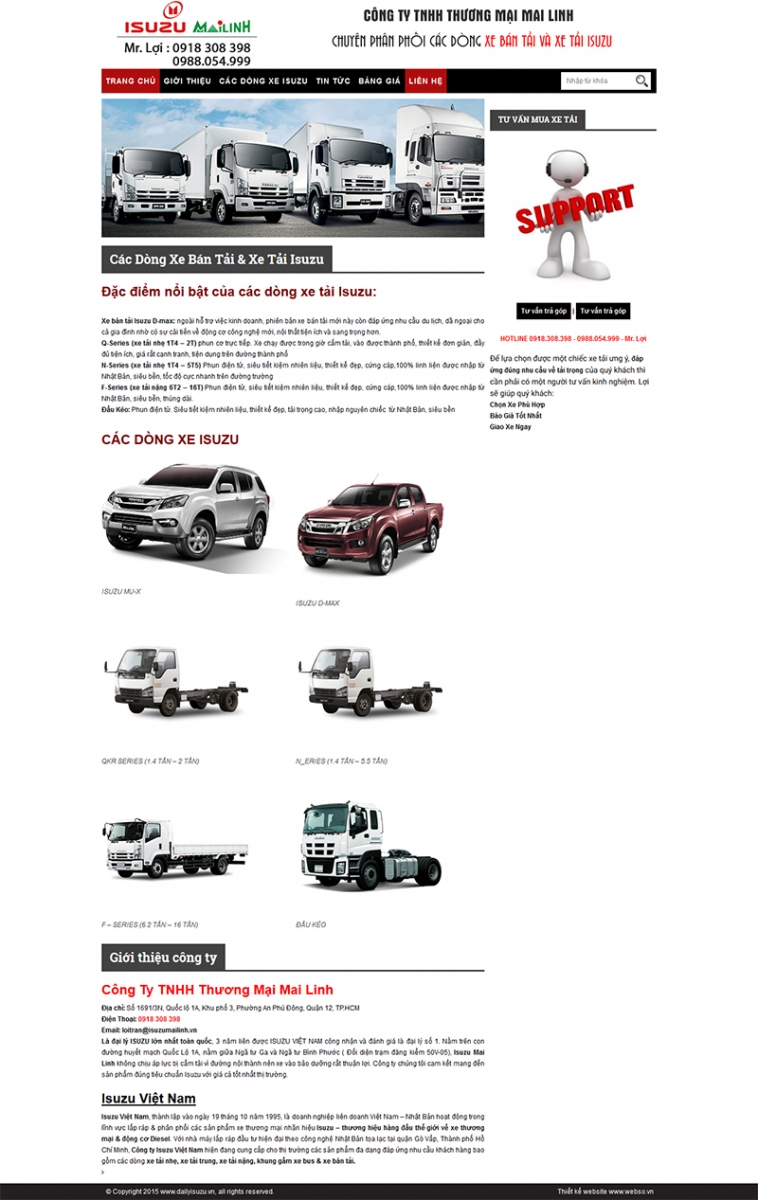 ISUZU MAILINH
Mr. Lợi : 0918 308 398
0988.054.999
CÔNG TY TNHH THƯƠNG MẠI MAI LINH
CHUYÊN PHÂN PHỐI CÁC DÒNG XE BÁN TẢI VÀ XE TẢI ISUZU
TRANG CHỦ GIỚI THIỆU CÁC DÒNG XE ISUZU TIN TỨC BẢNG GIÁ LIÊN HỆ
Nhập từ khóa
TƯ VẤN MUA XE TẢI
SUPPORT
Tư vấn trả góp | Tư vấn trả góp
HOTLINE 0918.308.398 - 0988.054.999 - Mr. Lợi
Để lựa chọn được một chiếc xe tải ưng ý, đáp
ứng đúng nhu cầu về tải trọng của quý khách thì
cần phải có một người tư vấn kinh nghiệm. Lợi
sẽ giúp quý khách:
Chọn Xe Phù Hợp
Báo Giá Tốt Nhất
Giao Xe Ngay
Các Dòng Xe Bán Tải & Xe Tải Isuzu
Đặc điểm nổi bật của các dòng xe tải Isuzu:
Xe bán tải Isuzu D-max: ngoài hỗ trợ việc kinh doanh, phiên bản xe bán tải mới này còn đáp ứng nhu cầu du lịch, dã ngoại cho
cả gia đình nhờ có sự cải tiến về động cơ công nghệ mới, nội thất tiện ích và sang trọng hơn.
Q-Series (xe tải nhẹ 1T4 – 2T) phun cơ trực tiếp. Xe chạy được trong giờ cấm tải, vào được thành phố, thiết kế đơn giản, đầy
đủ tiện ích, giá rất cạnh tranh, tiện dụng trên đường thành phố
N-Series (xe tải nhẹ 1T4 – 5T5) Phun điện tử, siêu tiết kiệm nhiên liệu, thiết kế đẹp, cứng cáp,100% linh liện được nhập từ
Nhật Bản, siêu bền, tốc độ cực nhanh trên đường trường
F-Series (xe tải nặng 6T2 – 16T) Phun điện tử, siêu tiết kiệm nhiên liệu, thiết kế đẹp, cứng cáp,100% linh liện được nhập từ
Nhật Bản, siêu bền, thùng dài.
Đầu Kéo: Phun điện tử. Siêu tiết kiệm nhiên liệu, thiết kế đẹp, tải trọng cao, nhập nguyên chiếc từ Nhật Bản, siêu bền
CÁC DÒNG XE ISUZU
ISUZU MU-X
ISUZU D-MAX
QKR SERIES (1.4 TẤN – 2 TẤN)
N_ERIES (1.4 TẤN – 5.5 TẤN)
F – SERIES (6.2 TẤN – 16 TẤN)
ĐẦU KÉO
Giới thiệu công ty
Công Ty TNHH Thương Mại Mai Linh
Địa chỉ: Số 1691/3N, Quốc lộ 1A, Khu phố 3, Phường An Phú Đông, Quận 12, TP.HCM
Điện Thoại: 0918 308 398
Email: loitran@isuzumailinh.vn
Là đại lý ISUZU lớn nhất toàn quốc, 3 năm liên được ISUZU VIỆT NAM công nhận và đánh giá là đại lý số 1. Nằm trên con
đường huyết mạch Quốc Lộ 1A, nằm giữa Ngã tư Ga và Ngã tư Bình Phước ( Đối diện trạm đăng kiểm 50V-05), Isuzu Mai
Linh không chịu áp lực bị cấm tải vì đường nội thành nên xe vào bảo dưỡng rất thuận lợi. Công ty chúng tôi cam kết mang đến
sản phẩm đúng tiêu chuẩn Isuzu với giá cả tốt nhất thị trường.
Isuzu Việt Nam
Isuzu Việt Nam, thành lập vào ngày 19 tháng 10 năm 1995, là doanh nghiệp liên doanh Việt Nam – Nhật Bản hoạt động trong
lĩnh vực lắp ráp & phân phối các sản phẩm xe thương mại nhãn hiệu Isuzu – thương hiệu hàng đầu thế giới về xe thương
mại & động cơ Diesel. Với nhà máy lắp ráp đầu tư hiện đại theo công nghệ Nhật Bản tọa lạc tại quận Gò Vấp, Thành phố Hồ
Chí Minh, Công ty Isuzu Việt Nam hiện đang cung cấp cho thị trường các sản phẩm đa dạng đáp ứng nhu cầu khách hàng bao
gồm các dòng xe tải nhẹ, xe tải trung, xe tải nặng, khung gầm xe bus & xe bán tải.
›
© Copyright 2015 www.dailyisuzu.vn, all rights reserved.
Thiết kế website www.webso.vn